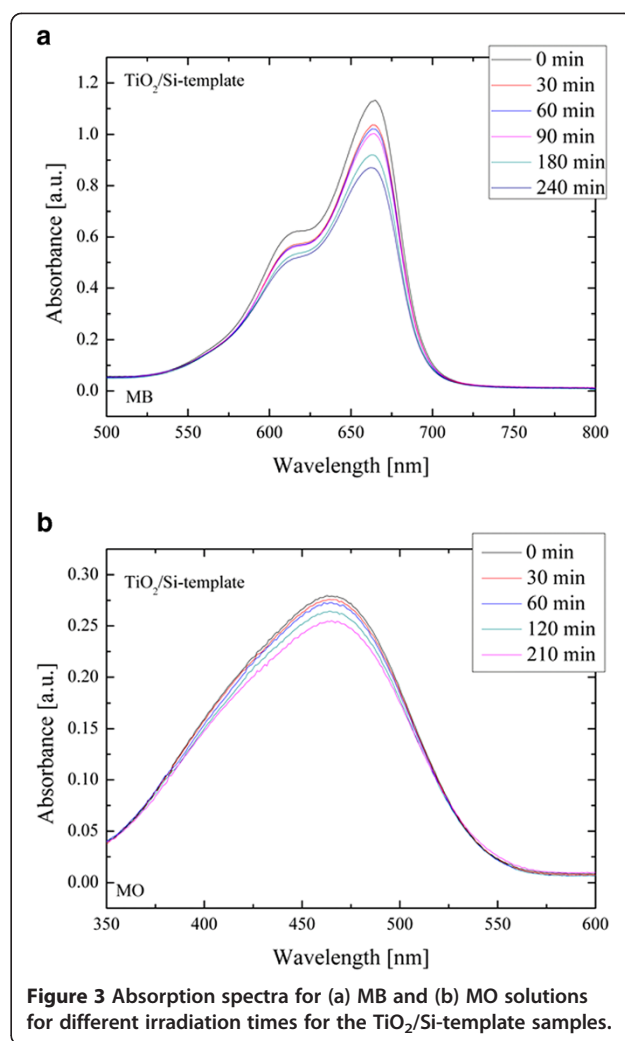 a
TiO₂/Si-template
0 min
30 min
60 min
90 min
180 min
240 min
1.2
1.0
0.8
0.6
0.4
0.2
0.0
Absorbance [a.u.]
MB
500 550 600 650 700 750 800
Wavelength [nm]
b
TiO₂/Si-template
0 min
30 min
60 min
120 min
210 min
0.30
0.25
0.20
0.15
0.10
0.05
0.00
Absorbance [a.u.]
MO
350 400 450 500 550 600
Wavelength [nm]
Figure 3 Absorption spectra for (a) MB and (b) MO solutions
for different irradiation times for the TiO₂/Si-template samples.